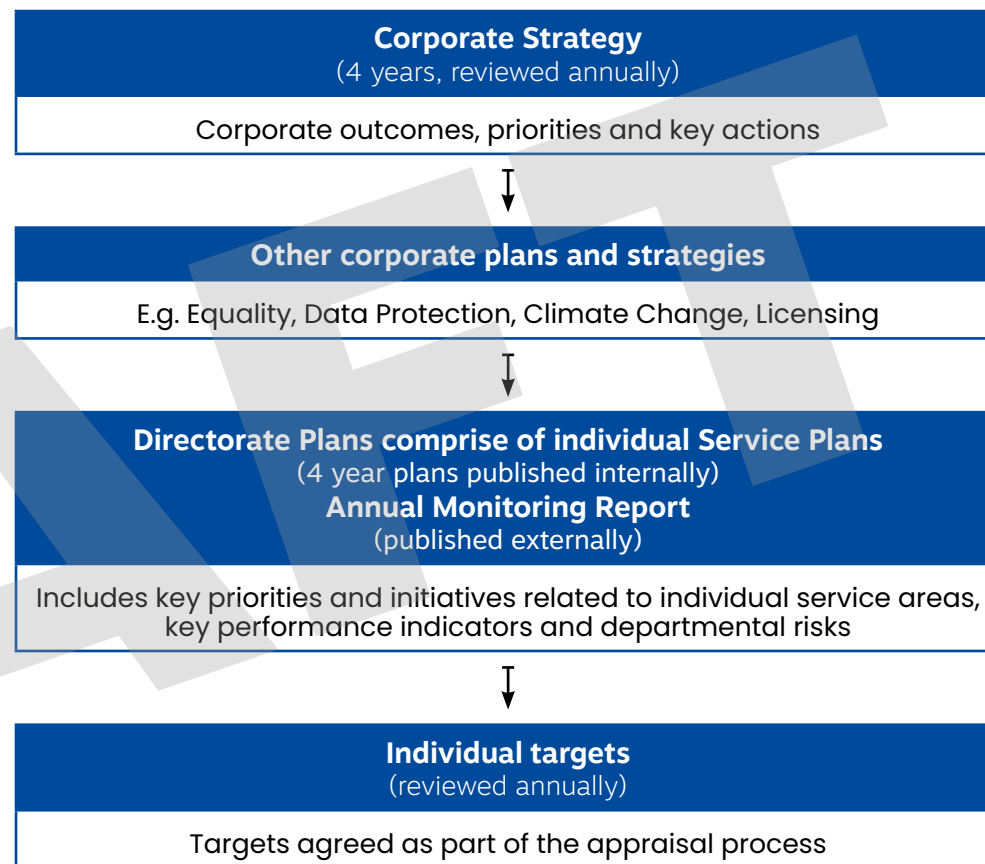 Corporate Strategy
(4 years, reviewed annually)
Corporate outcomes, priorities and key actions
Other corporate plans and strategies
E.g. Equality, Data Protection, Climate Change, Licensing
Directorate Plans comprise of individual Service Plans
(4 year plans published internally)
Annual Monitoring Report
(published externally)
Includes key priorities and initiatives related to individual service areas,
key performance indicators and departmental risks
Individual targets
(reviewed annually)
Targets agreed as part of the appraisal process
AFT